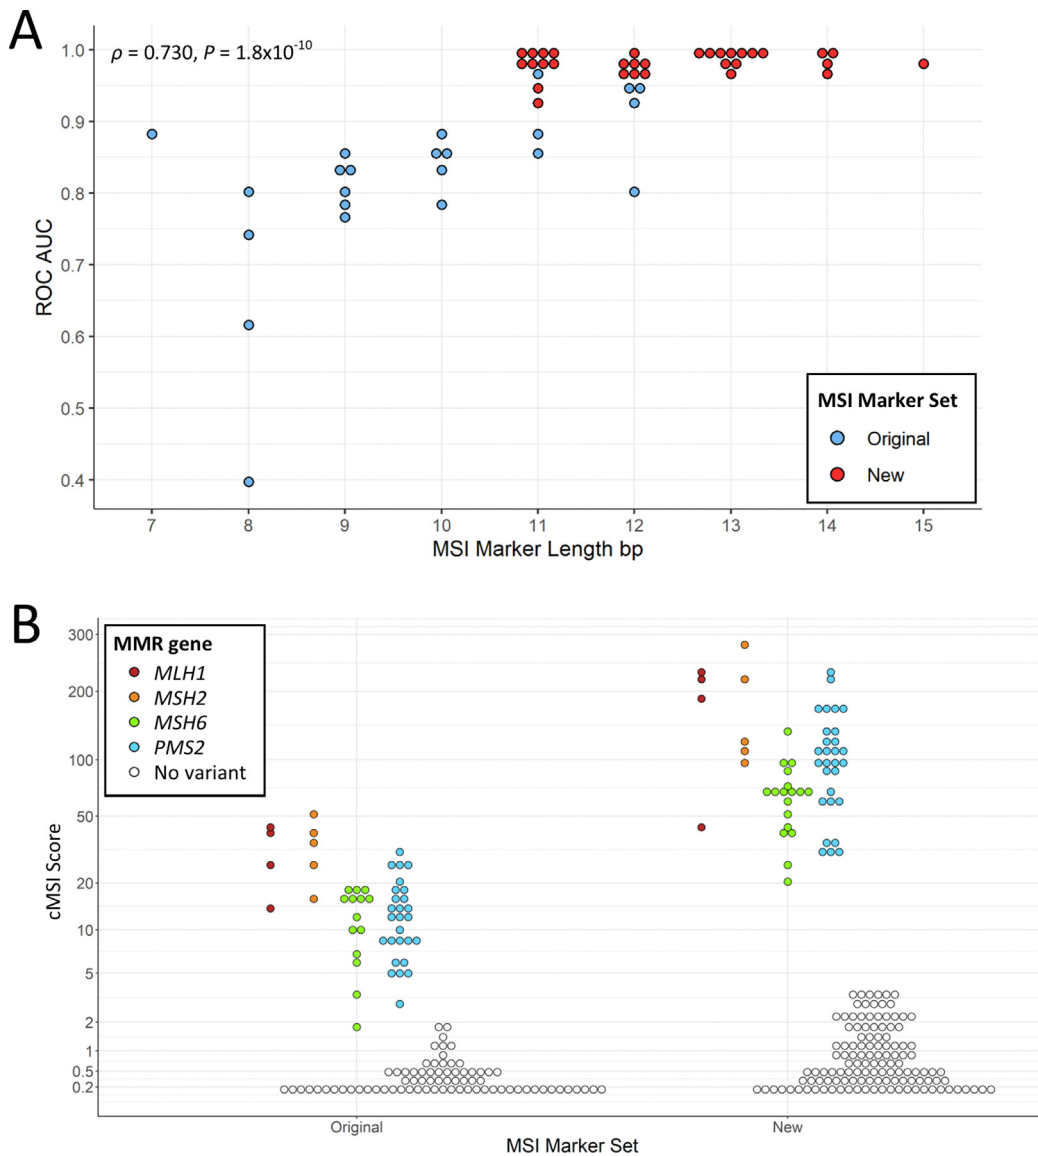 A
ρ = 0.730, P = 1.8x10⁻¹⁰
1.0
0.9
0.8
0.7
0.6
0.5
0.4
ROC AUC
MSI Marker Set
Original
New
7 8 9 10 11 12 13 14 15
MSI Marker Length bp
B
300
200
100
50
20
10
5
2
1
0.5
0.2
cMSI Score
MMR gene
MLH1
MSH2
MSH6
PMS2
No variant
Original New
MSI Marker Set